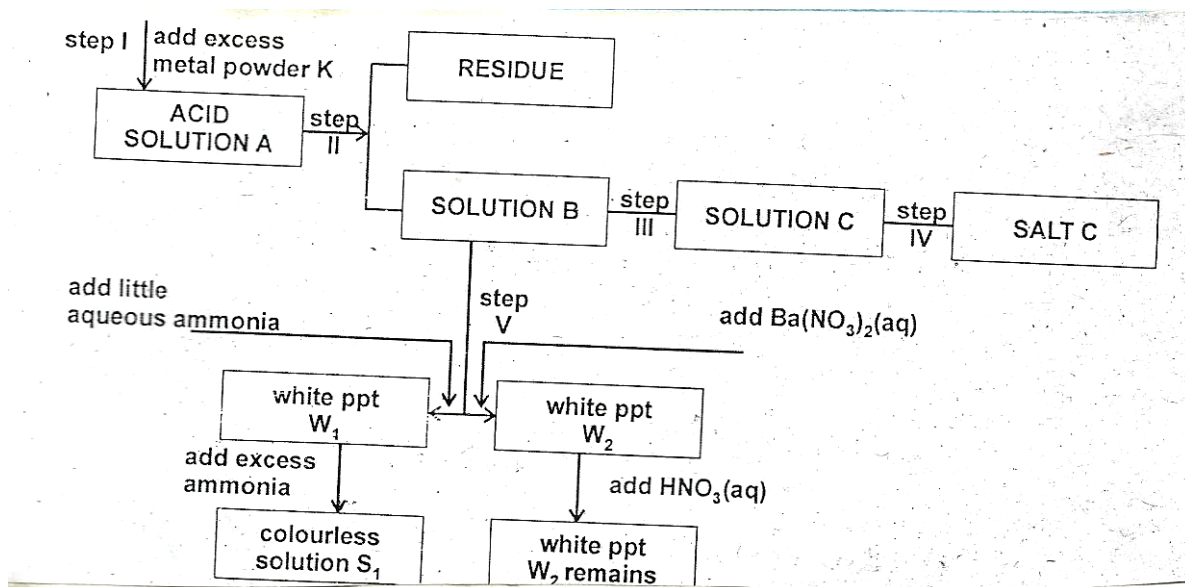 step I
add excess
metal powder K
ACID
SOLUTION A
step
II
RESIDUE
SOLUTION B
step
III
SOLUTION C
step
IV
SALT C
add little
aqueous ammonia
step
V
add Ba(NO₃)₂(aq)
white ppt
W₁
white ppt
W₂
add excess
ammonia
add HNO₃(aq)
colourless
solution S₁
white ppt
W₂ remains